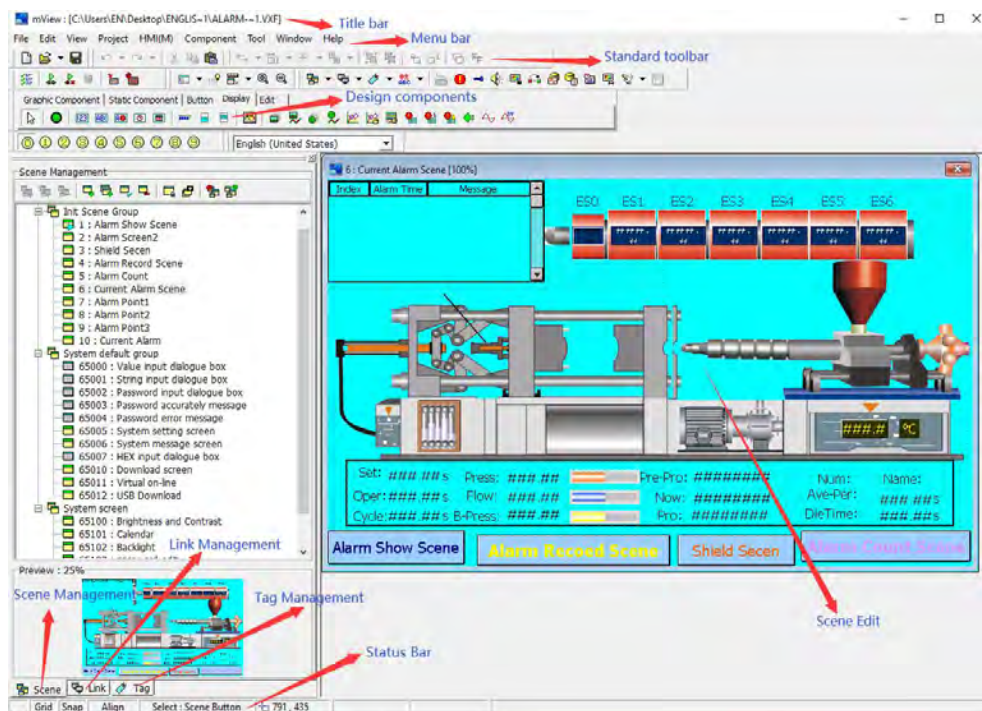 mView : [C:\Users\EN\Desktop\ENGLIS~1\ALARM-~1.VXF]
Title bar
File Edit View Project HMI(M) Component Tool Window Help
Menu bar
Standard toolbar
Graphic Component Static Component Button Display Edit
Design components
0 1 2 3 4 5 6 7 8 9 English (United States)
Scene Management
Init Scene Group
1 : Alarm Show Scene
2 : Alarm Screen2
3 : Shield Secen
4 : Alarm Record Scene
5 : Alarm Count
6 : Current Alarm Scene
7 : Alarm Point1
8 : Alarm Point2
9 : Alarm Point3
10 : Current Alarm
System default group
65000 : Value input dialogue box
65001 : String input dialogue box
65002 : Password input dialogue box
65003 : Password accurately message
65004 : Password error message
65005 : System setting screen
65006 : System message screen
65007 : HEX input dialogue box
65010 : Download screen
65011 : Virtual on-line
65012 : USB Download
System screen
65100 : Brightness and Contrast
65101 : Calendar
65102 : Backlight
Link Management
Preview : 25%
Scene Management
Tag Management
Status Bar
Scene Link Tag
Grid Snap Align Select : Scene Button 791 , 435
6 : Current Alarm Scene [100%]
Index Alarm Time Message
ES0 ES1 ES2 ES3 ES4 ES5 ES6
###.# ℃
Set: ###.##s Press: ###.## Pre-Pro: ######## Num: Name:
Oper: ###.##s Flow: ###.## Now: ######## Ave-Per: ###.##s
Cycle: ###.##s B-Press: ###.## Pro: ######## DieTime: ###.##s
Alarm Show Scene Alarm Record Scene Shield Secen Alarm Count Scene
Scene Edit